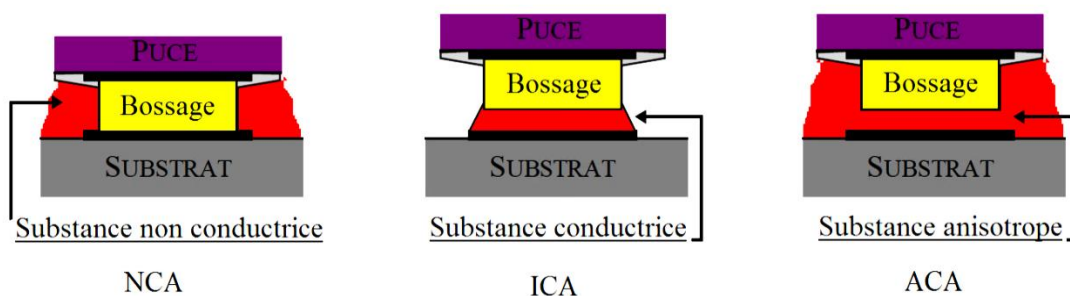 PUCE
Bossage
SUBSTRAT
Substance non conductrice
NCA
PUCE
Bossage
SUBSTRAT
Substance conductrice
ICA
PUCE
Bossage
SUBSTRAT
Substance anisotrope
ACA